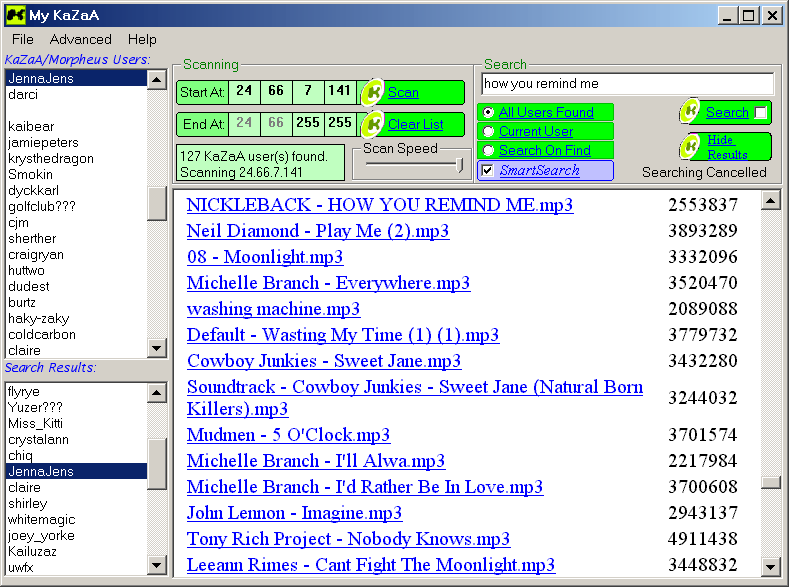 My KaZaA
File Advanced Help
KaZaA/Morpheus Users:
JennaJens
darci
kaibear
jamiepeters
krysthedragon
Smokin
dyckkarl
golfclub???
cjm
sherther
craigryan
huttwo
dudest
burtz
haky-zaky
coldcarbon
claire
Search Results:
flyrye
Yuzer???
Miss_Kitti
crystalann
chiq
JennaJens
claire
shirley
whitemagic
joey_yorke
Kailuzaz
uwfx
Scanning
Start At: 24 66 7 141 Scan
End At: 24 66 255 255 Clear List
127 KaZaA user(s) found.
Scanning 24.66.7.141
Scan Speed
Search
how you remind me
All Users Found
Current User
Search On Find
SmartSearch
Search
Hide
Results
Searching Cancelled
NICKLEBACK - HOW YOU REMIND ME.mp3 2553837
Neil Diamond - Play Me (2).mp3 3893289
08 - Moonlight.mp3 3332096
Michelle Branch - Everywhere.mp3 3520470
washing machine.mp3 2089088
Default - Wasting My Time (1) (1).mp3 3779732
Cowboy Junkies - Sweet Jane.mp3 3432280
Soundtrack - Cowboy Junkies - Sweet Jane (Natural Born
Killers).mp3 3244032
Mudmen - 5 O'Clock.mp3 3701574
Michelle Branch - I'll Alwa.mp3 2217984
Michelle Branch - I'd Rather Be In Love.mp3 3700608
John Lennon - Imagine.mp3 2943137
Tony Rich Project - Nobody Knows.mp3 4911438
Leeann Rimes - Cant Fight The Moonlight.mp3 3448832